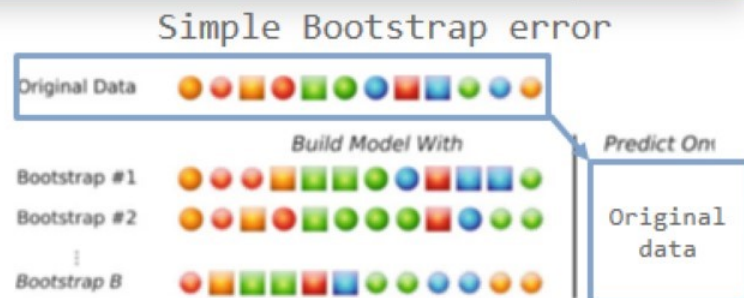 Simple Bootstrap error
Original Data
Build Model With
Predict On
Bootstrap #1
Bootstrap #2
Original
data
Bootstrap B